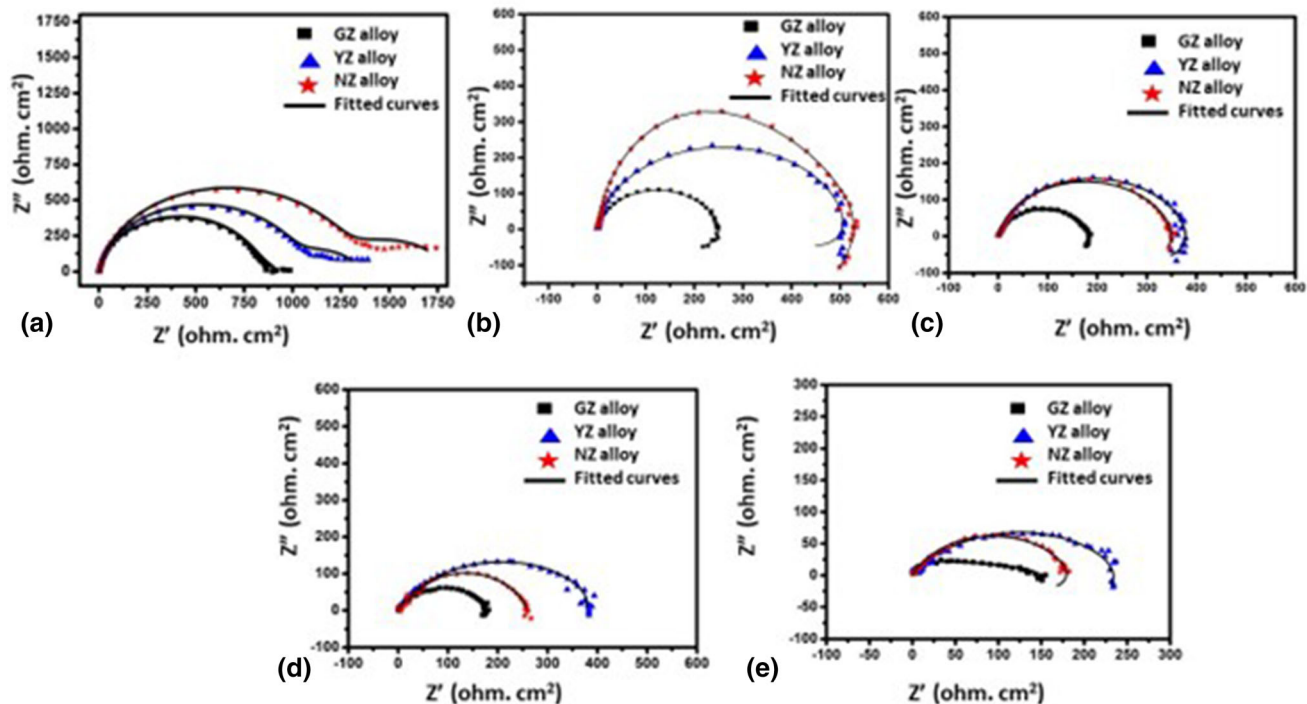 1750
1500
1250
1000
750
500
250
0
GZ alloy
YZ alloy
NZ alloy
Fitted curves
Z″ (ohm. cm²)
0 250 500 750 1000 1250 1500 1750
(a)
Z′ (ohm. cm²)
600
500
400
300
200
100
0
-100
GZ alloy
YZ alloy
NZ alloy
Fitted curves
Z″ (ohm. cm²)
-100 0 100 200 300 400 500 600
(b)
Z′ (ohm. cm²)
600
500
400
300
200
100
0
-100
GZ alloy
YZ alloy
NZ alloy
Fitted curves
Z″ (ohm. cm²)
-100 0 100 200 300 400 500 600
(c)
Z′ (ohm. cm²)
600
500
400
300
200
100
0
-100
GZ alloy
YZ alloy
NZ alloy
Fitted curves
Z″ (ohm. cm²)
-100 0 100 200 300 400 500 600
(d)
Z′ (ohm. cm²)
300
250
200
150
100
50
0
-50
-100
GZ alloy
YZ alloy
NZ alloy
Fitted curves
Z″ (ohm. cm²)
-100 -50 0 50 100 150 200 250 300
(e)
Z′ (ohm. cm²)